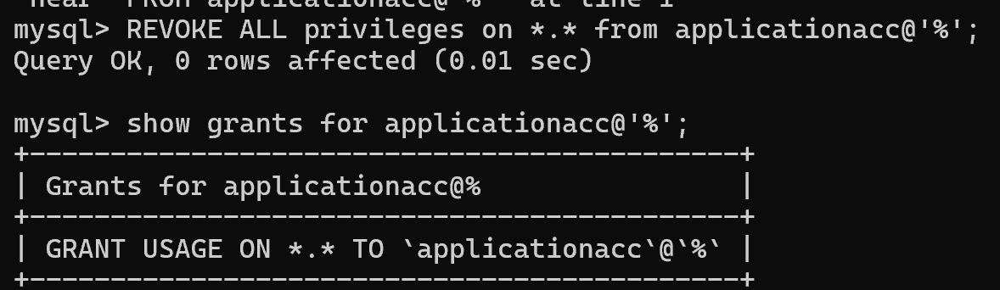 near 'FROM applicationacc@'%'' at line 1
mysql> REVOKE ALL privileges on *.* from applicationacc@'%';
Query OK, 0 rows affected (0.01 sec)
mysql> show grants for applicationacc@'%';
+--------------------------------------------+
| Grants for applicationacc@% |
+--------------------------------------------+
| GRANT USAGE ON *.* TO `applicationacc`@`%` |
+--------------------------------------------+